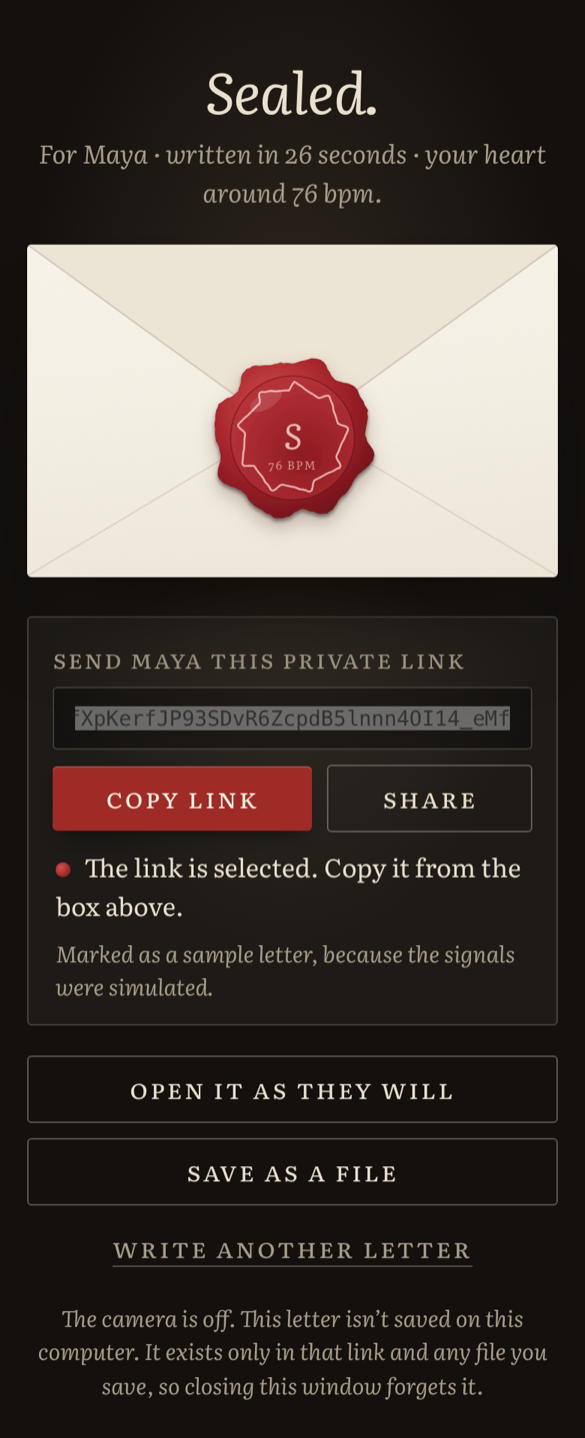 Sealed.
For Maya · written in 26 seconds · your heart
around 76 bpm.
S
76 BPM
SEND MAYA THIS PRIVATE LINK
XpKerfJP93SDvR6ZcpdB5lnnn4OI14_eMf
COPY LINK
SHARE
The link is selected. Copy it from the
box above.
Marked as a sample letter, because the signals
were simulated.
OPEN IT AS THEY WILL
SAVE AS A FILE
WRITE ANOTHER LETTER
The camera is off. This letter isn’t saved on this
computer. It exists only in that link and any file you
save, so closing this window forgets it.